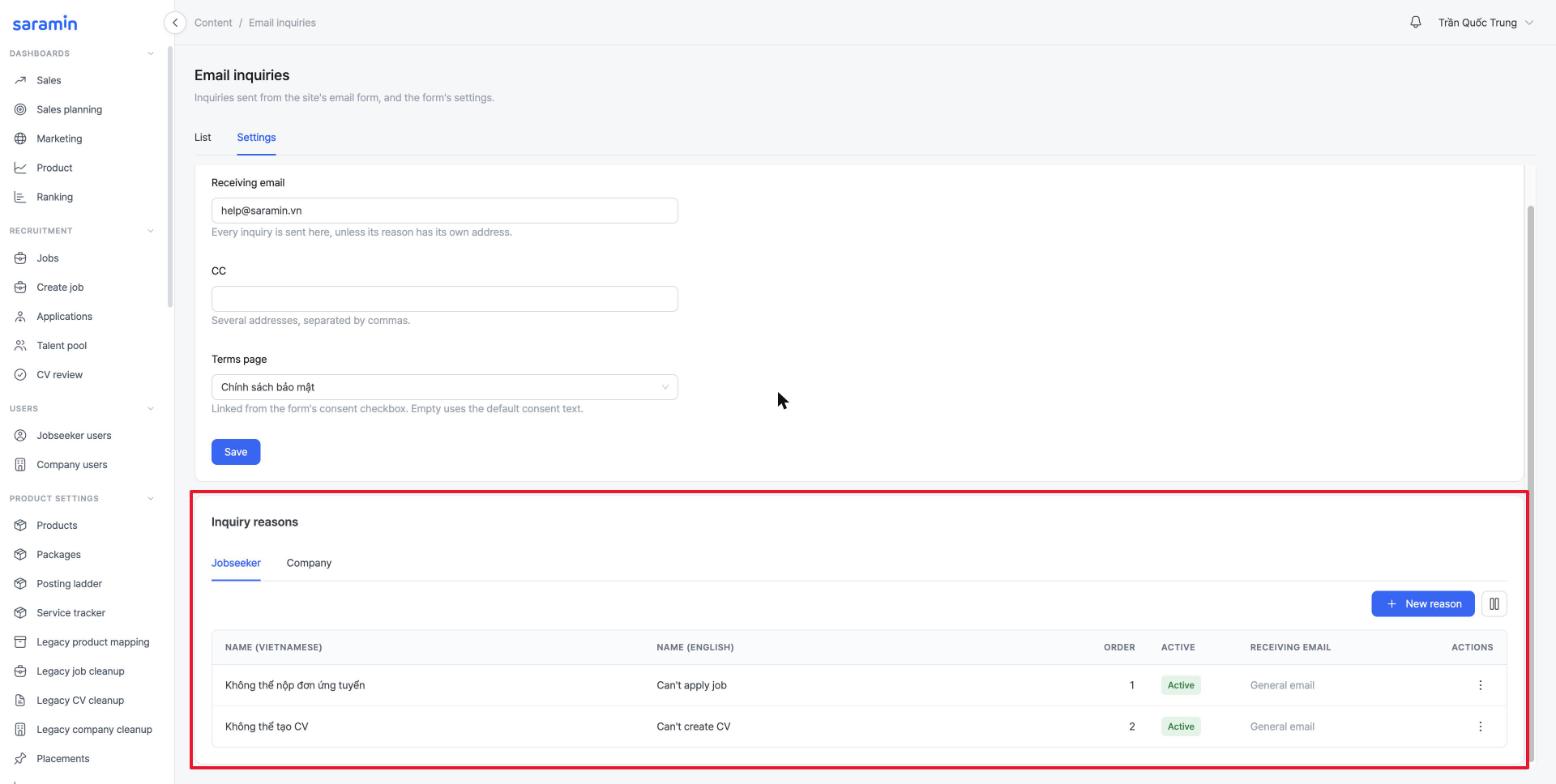 saramin
DASHBOARDS
Sales
Sales planning
Marketing
Product
Ranking
RECRUITMENT
Jobs
Create job
Applications
Talent pool
CV review
USERS
Jobseeker users
Company users
PRODUCT SETTINGS
Products
Packages
Posting ladder
Service tracker
Legacy product mapping
Legacy job cleanup
Legacy CV cleanup
Legacy company cleanup
Placements
Content / Email inquiries
Trần Quốc Trung
Email inquiries
Inquiries sent from the site's email form, and the form's settings.
List Settings
Receiving email
help@saramin.vn
Every inquiry is sent here, unless its reason has its own address.
CC
Several addresses, separated by commas.
Terms page
Chính sách bảo mật
Linked from the form's consent checkbox. Empty uses the default consent text.
Save
Inquiry reasons
Jobseeker Company
+ New reason
NAME (VIETNAMESE) NAME (ENGLISH) ORDER ACTIVE RECEIVING EMAIL ACTIONS
Không thể nộp đơn ứng tuyển Can't apply job 1 Active General email
Không thể tạo CV Can't create CV 2 Active General email